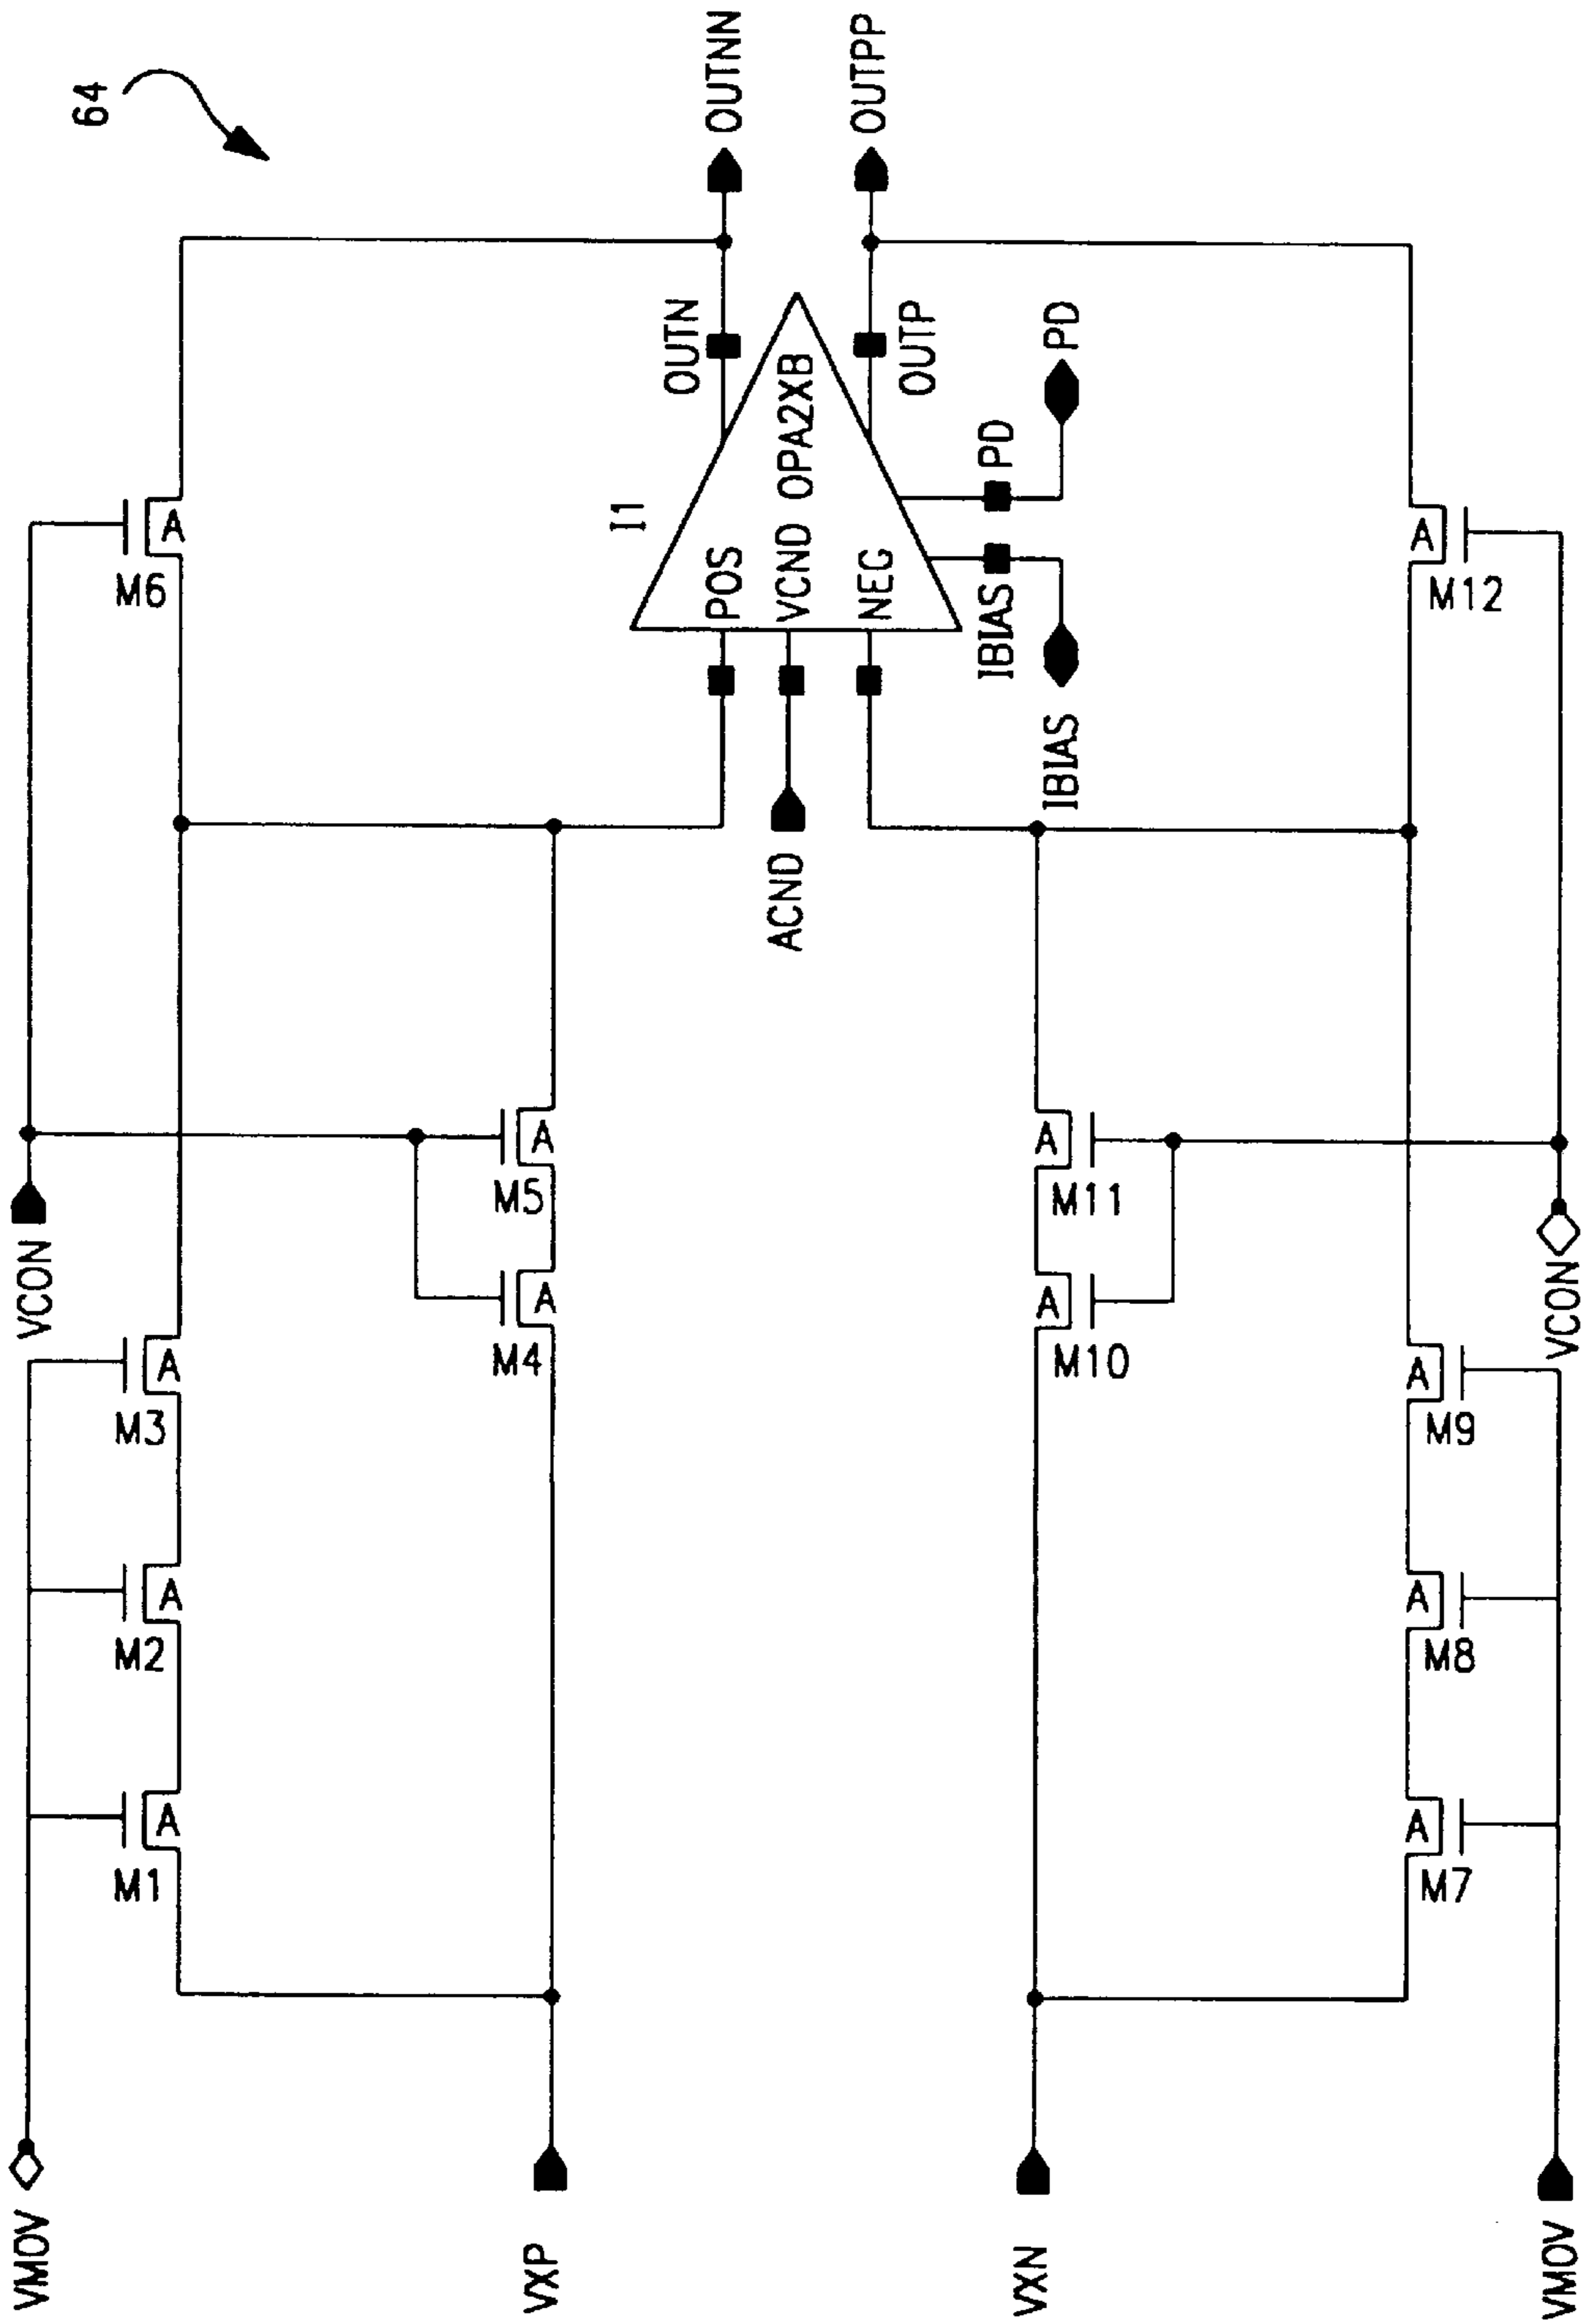 64
VCON
VMOV
M1
M2
M3
M6
A
A
A
A
OUTNN
VXP
M4
M5
A
A
I1
OUTN
POS
VCND OPA2XB
NEG
ACND
OUTP
OUTPP
IBIAS
PD
IBIAS
PD
VXN
M10
M11
A
A
A
A
A
A
M7
M8
M9
M12
VMOV
VCON